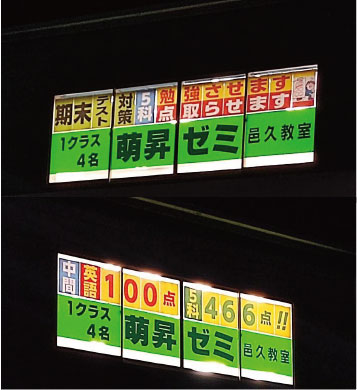 期末テスト対策5科勉強させます
点取らせます
1クラス
4名
萌昇ゼミ邑久教室
中間英語100点5科466点!!
1クラス
4名
萌昇ゼミ邑久教室